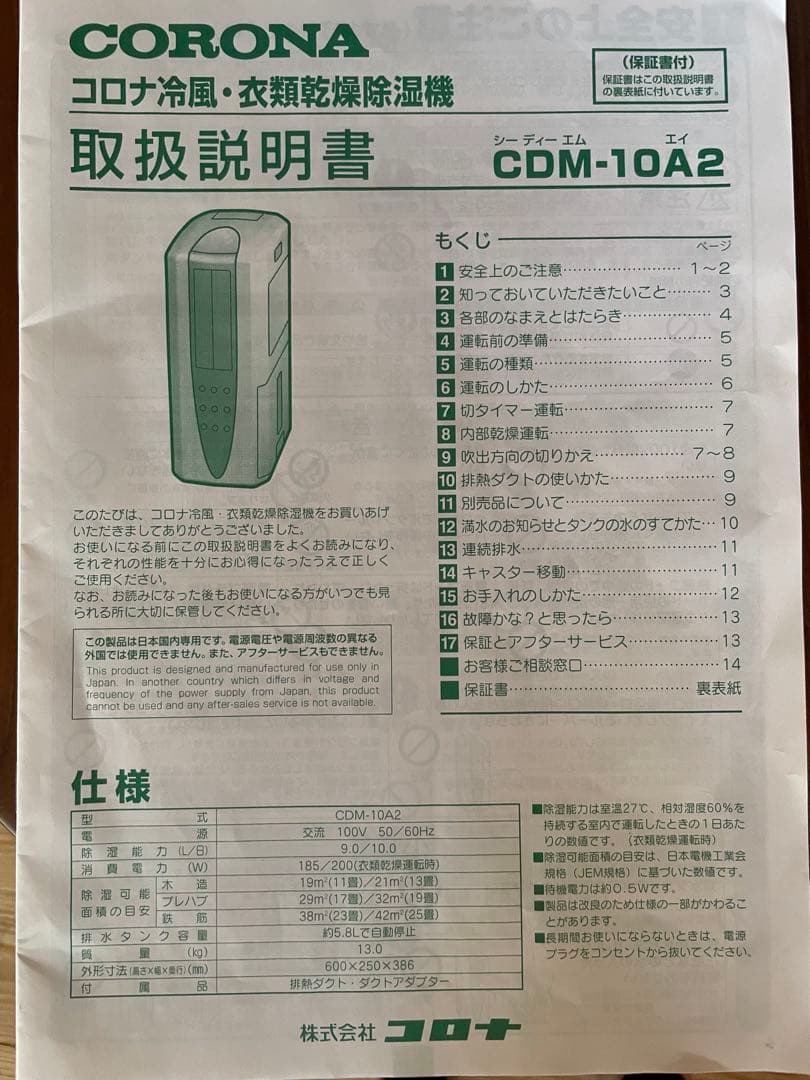 CORONA
コロナ冷風・衣類乾燥除湿機
(保証書付)
保証書はこの取扱説明書
の裏表紙に付いています。
取扱説明書
シー ディー エム エイ
CDM-10A2
もくじ
ページ
1 安全上のご注意…………………… 1～2
2 知っておいていただきたいこと……… 3
3 各部のなまえとはたらき……………… 4
4 運転前の準備…………………………… 5
5 運転の種類……………………………… 5
6 運転のしかた…………………………… 6
7 切タイマー運転………………………… 7
8 内部乾燥運転…………………………… 7
9 吹出方向の切りかえ……………… 7～8
10 排熱ダクトの使いかた………………… 9
11 別売品について………………………… 9
12 満水のお知らせとタンクの水のすてかた… 10
13 連続排水………………………………… 11
14 キャスター移動………………………… 11
15 お手入れのしかた……………………… 12
16 故障かな？と思ったら………………… 13
17 保証とアフターサービス……………… 13
お客様ご相談窓口……………………… 14
保証書……………………………… 裏表紙
このたびは、コロナ冷風・衣類乾燥除湿機をお買いあげ
いただきましてありがとうございました。
お使いになる前にこの取扱説明書をよくお読みになり、
それぞれの性能を十分にお心得になったうえで正しく
ご使用ください。
なお、お読みになった後もお使いになる方がいつでも見
られる所に大切に保管してください。
この製品は日本国内専用です。電源電圧や電源周波数の異なる
外国では使用できません。また、アフターサービスもできません。
This product is designed and manufactured for use only in
Japan. In another country which differs in voltage and
frequency of the power supply from Japan, this product
cannot be used and any after-sales service is not available.
仕様
型式 CDM-10A2
電源 交流 100V 50／60Hz
除湿能力(L／日) 9.0／10.0
消費電力(W) 185／200(衣類乾燥運転時)
除湿可能面積の目安 木造 19m²(11畳)／21m²(13畳)
プレハブ 29m²(17畳)／32m²(19畳)
鉄筋 38m²(23畳)／42m²(25畳)
排水タンク容量 約5.8Lで自動停止
質量(kg) 13.0
外形寸法(高さ×幅×奥行)(mm) 600×250×386
付属品 排熱ダクト・ダクトアダプター
■除湿能力は室温27℃、相対湿度60％を
持続する室内で運転したときの1日あた
りの数値です。(衣類乾燥運転時)
■除湿可能面積の目安は、日本電機工業会
規格（JEM規格）に基づいた数値です。
■待機電力は約0.5Wです。
■製品は改良のため仕様の一部がかわるこ
とがあります。
■長期間お使いにならないときは、電源
プラグをコンセントから抜いてください。
株式会社 コロナ